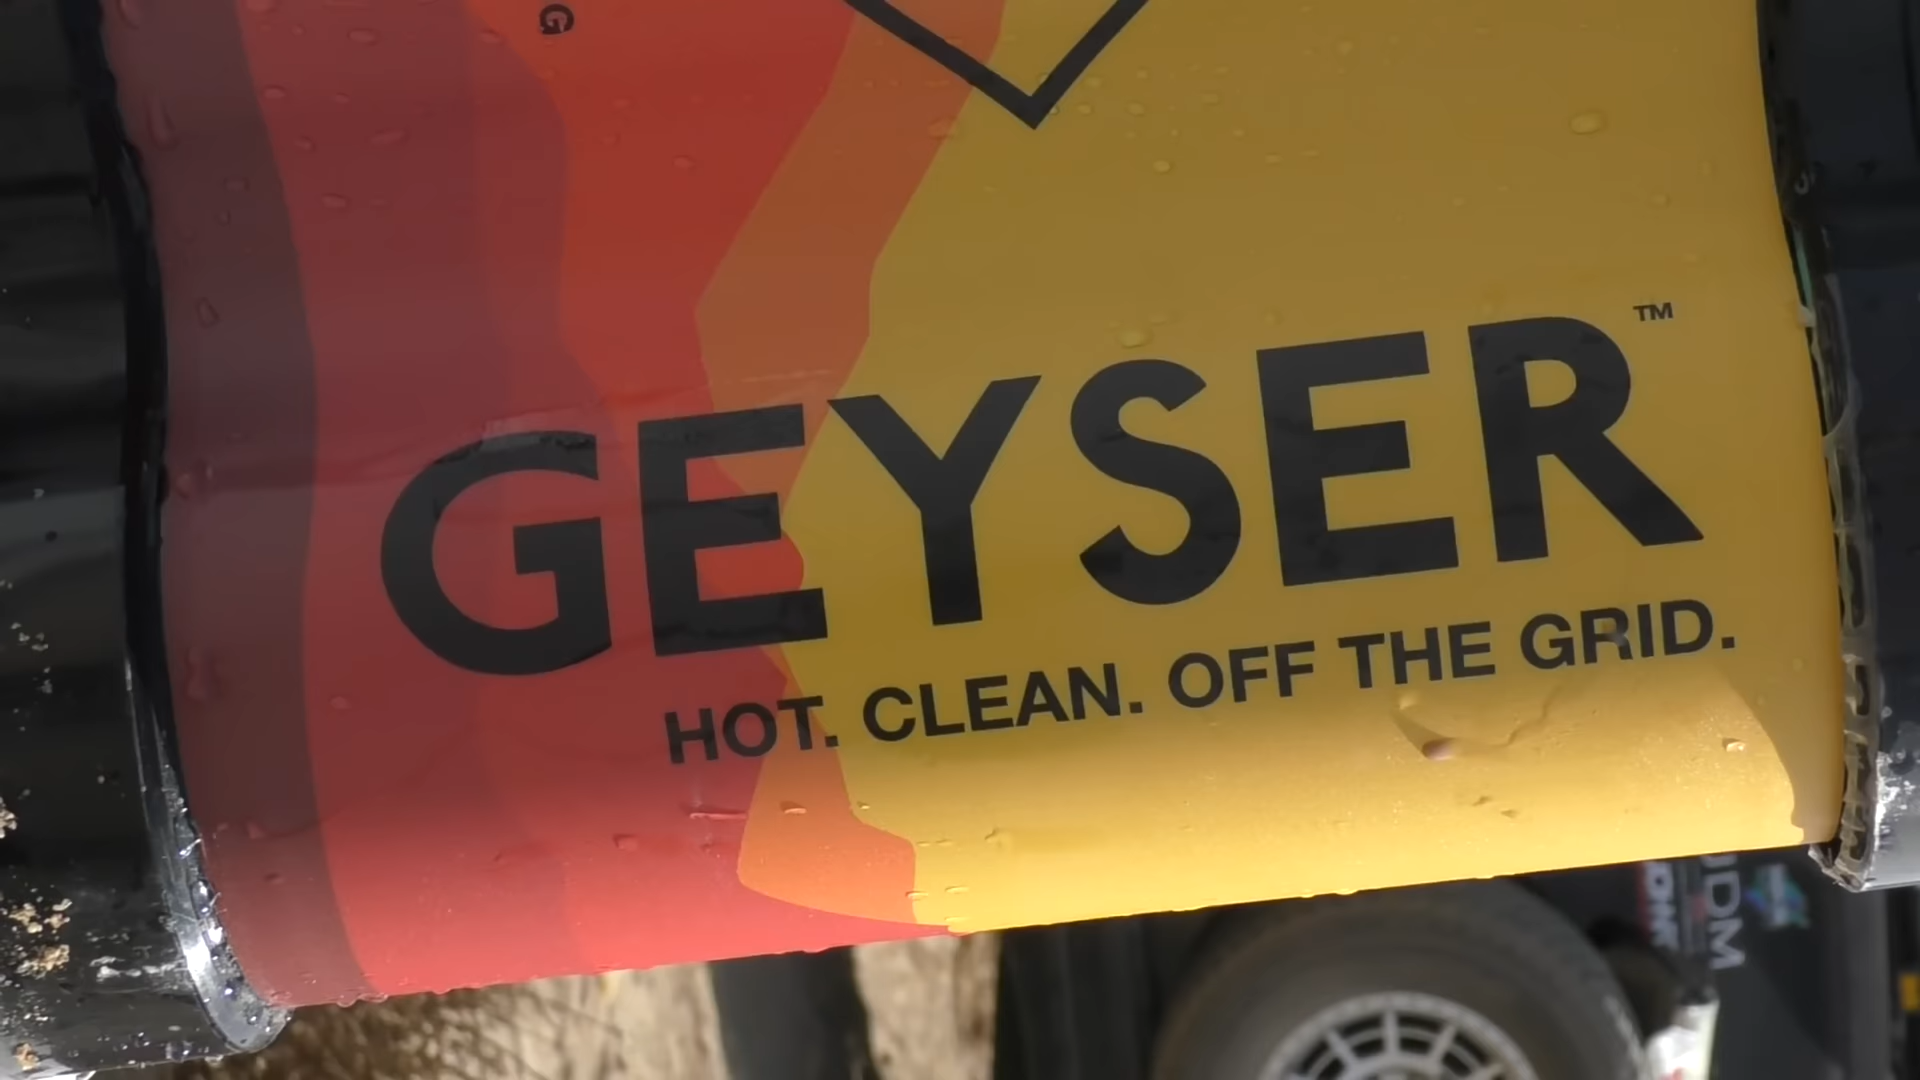 G
GEYSER™
HOT. CLEAN. OFF THE GRID.